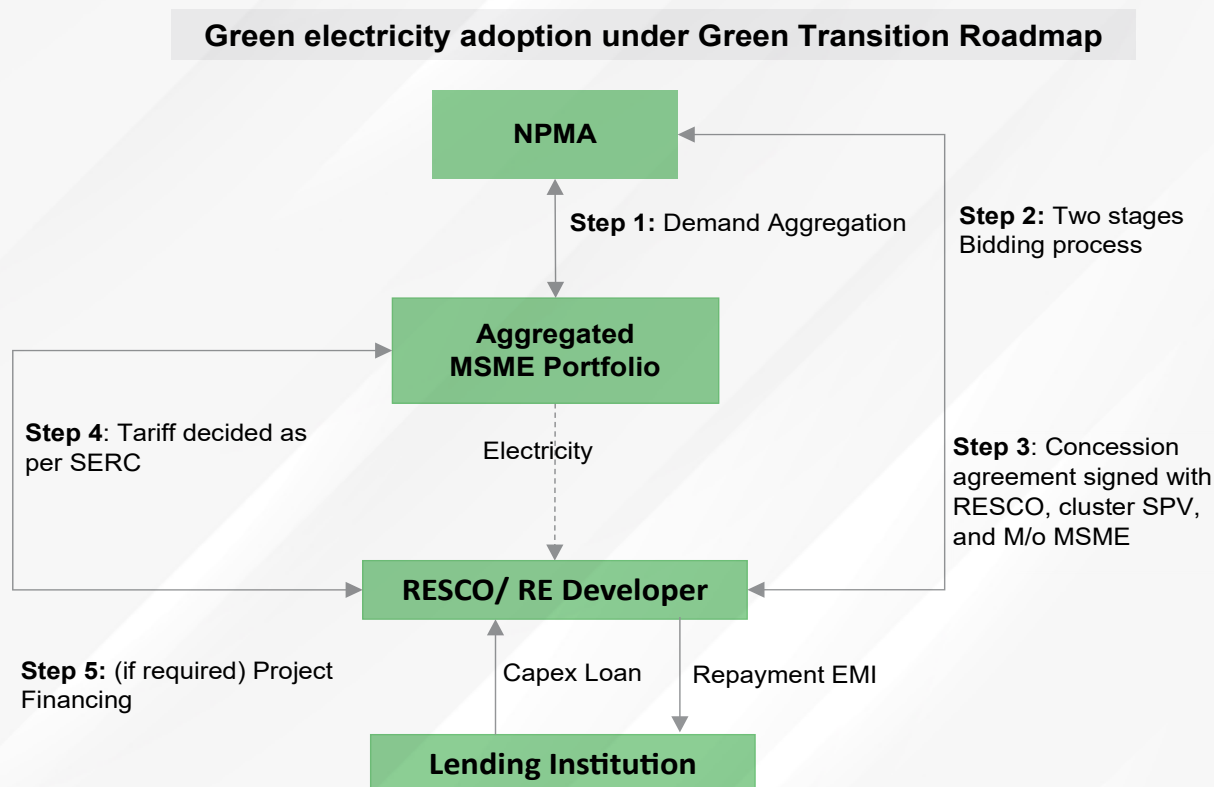 Green electricity adoption under Green Transition Roadmap
NPMA
Step 1: Demand Aggregation
Step 2: Two stages
Bidding process
Aggregated
MSME Portfolio
Step 4: Tariff decided as
per SERC
Electricity
Step 3: Concession
agreement signed with
RESCO, cluster SPV,
and M/o MSME
RESCO/ RE Developer
Step 5: (if required) Project
Financing
Capex Loan
Repayment EMI
Lending Institution